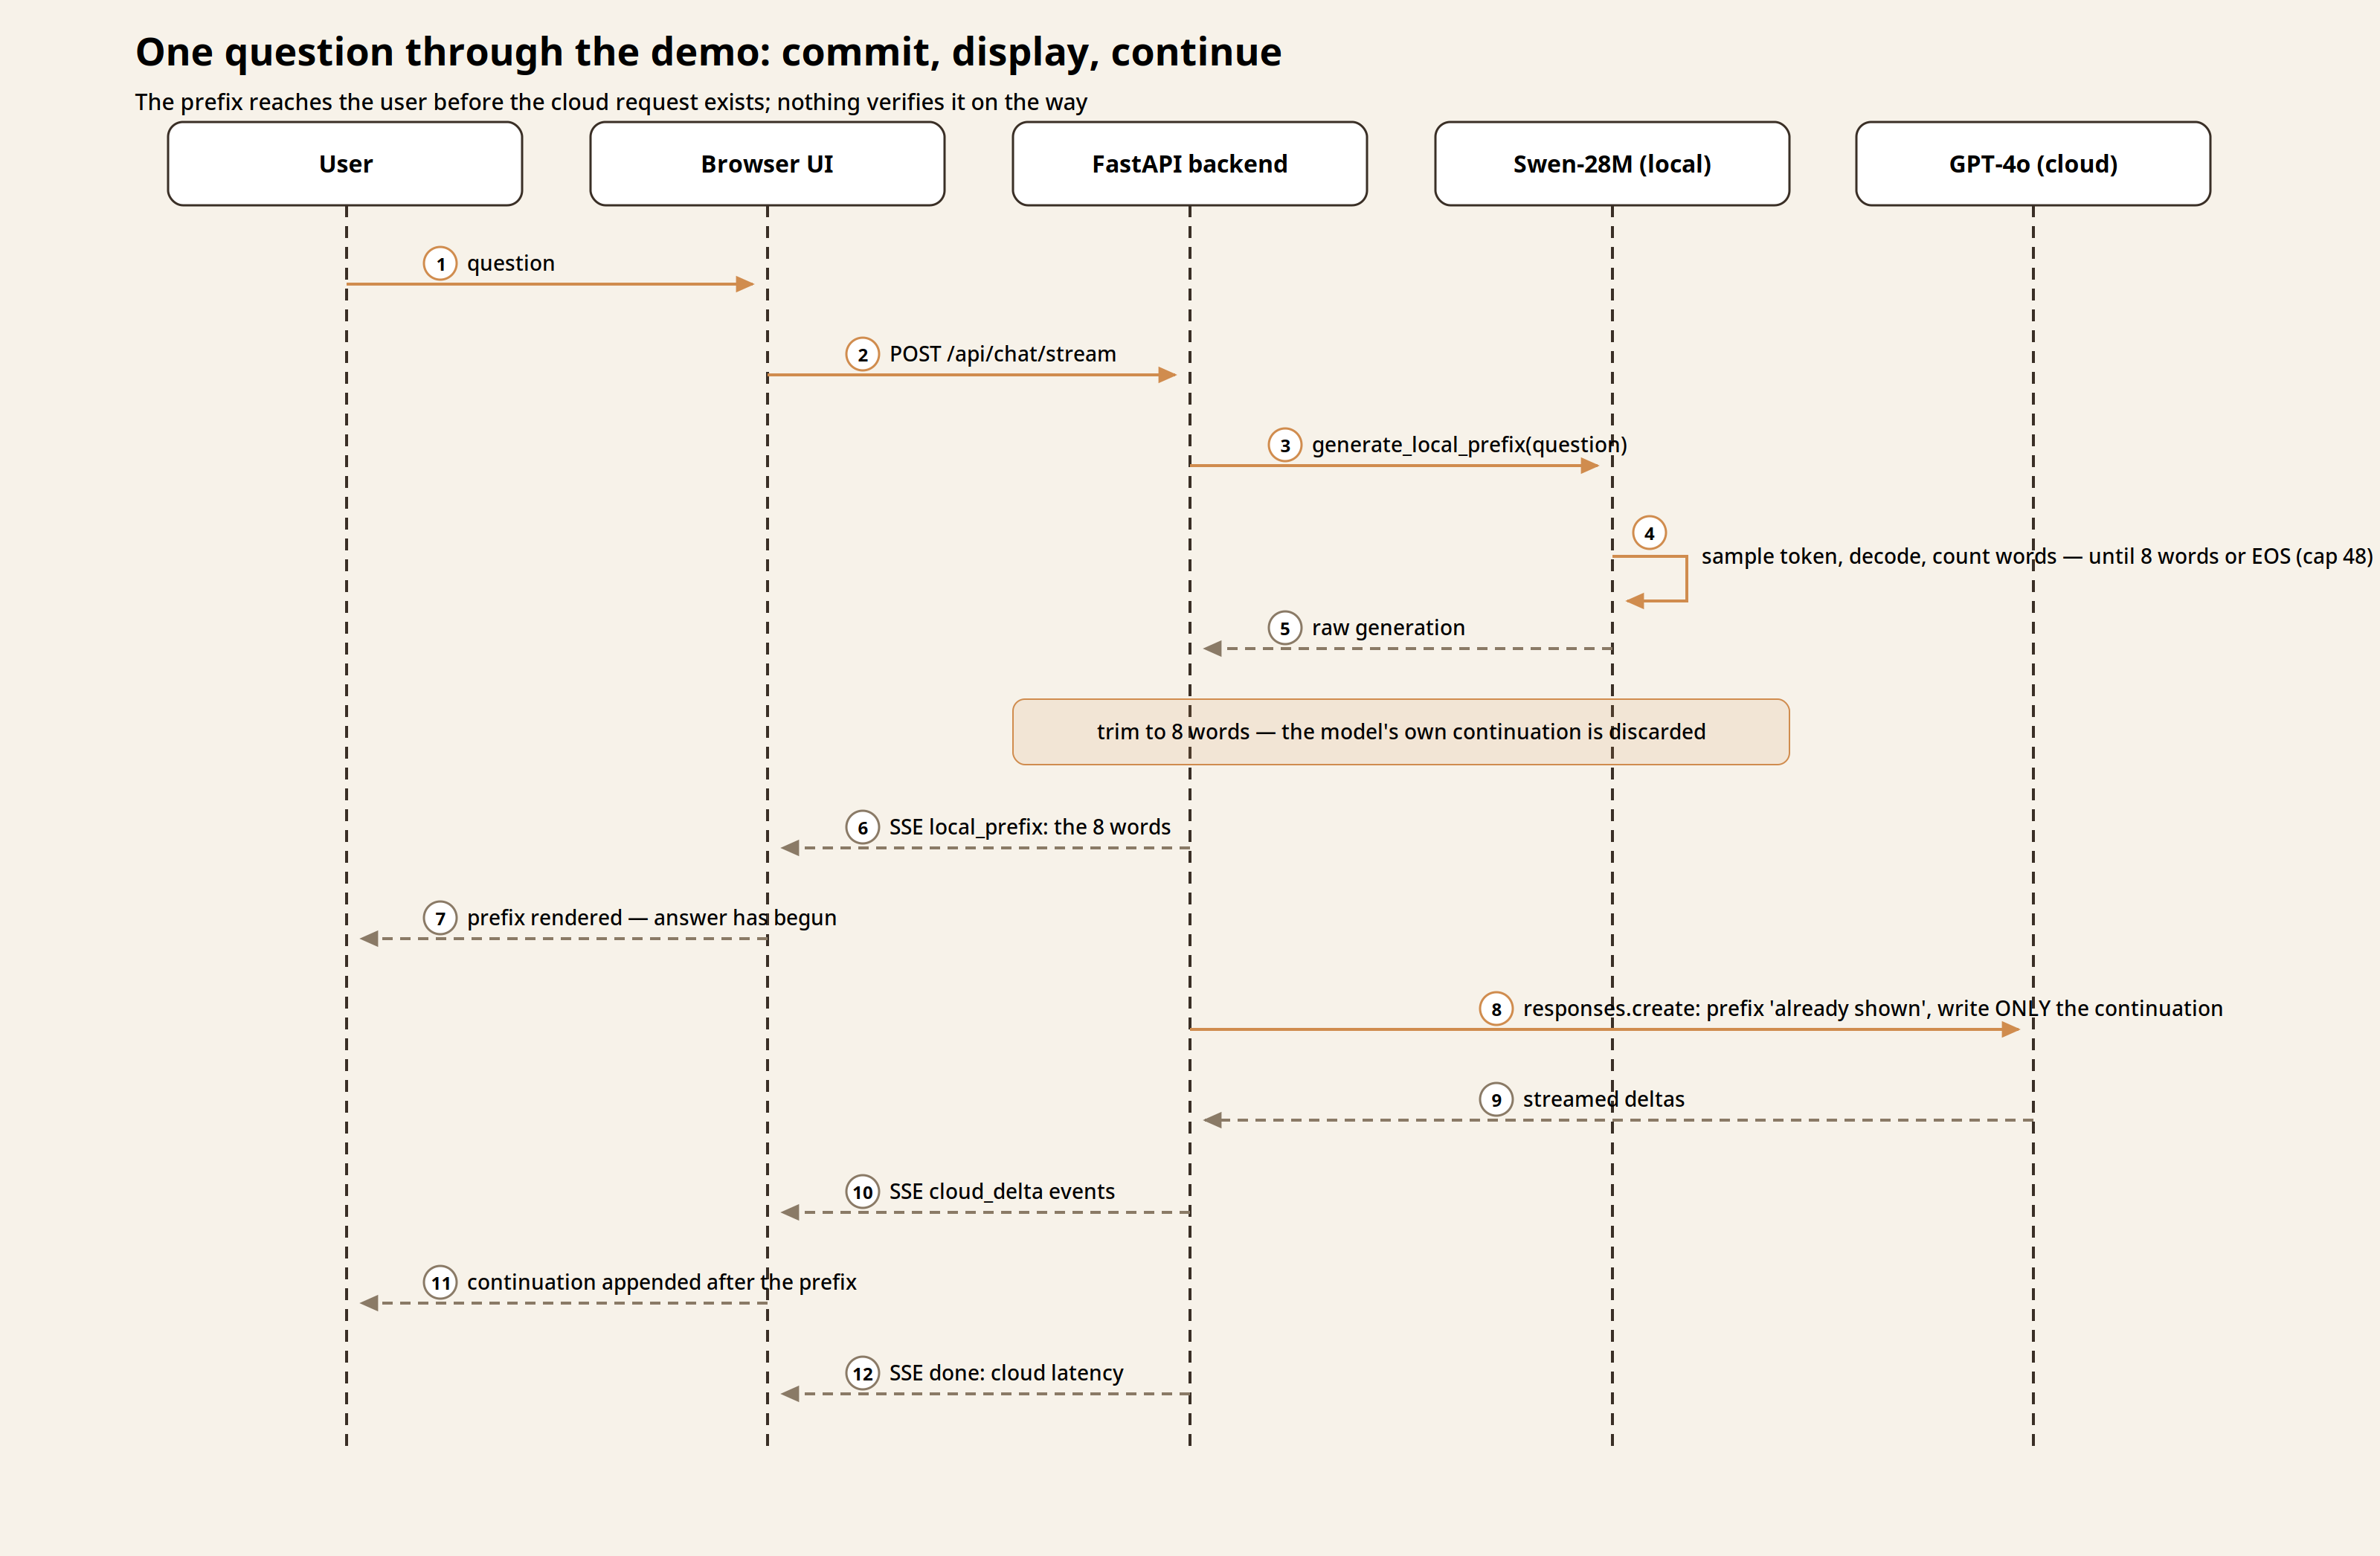 One question through the demo: commit, display, continue
The prefix reaches the user before the cloud request exists; nothing verifies it on the way
User
Browser UI
FastAPI backend
Swen-28M (local)
GPT-4o (cloud)
1 question
2 POST /api/chat/stream
3 generate_local_prefix(question)
4
sample token, decode, count words — until 8 words or EOS (cap 48)
5 raw generation
trim to 8 words — the model's own continuation is discarded
6 SSE local_prefix: the 8 words
7 prefix rendered — answer has begun
8 responses.create: prefix 'already shown', write ONLY the continuation
9 streamed deltas
10 SSE cloud_delta events
11 continuation appended after the prefix
12 SSE done: cloud latency